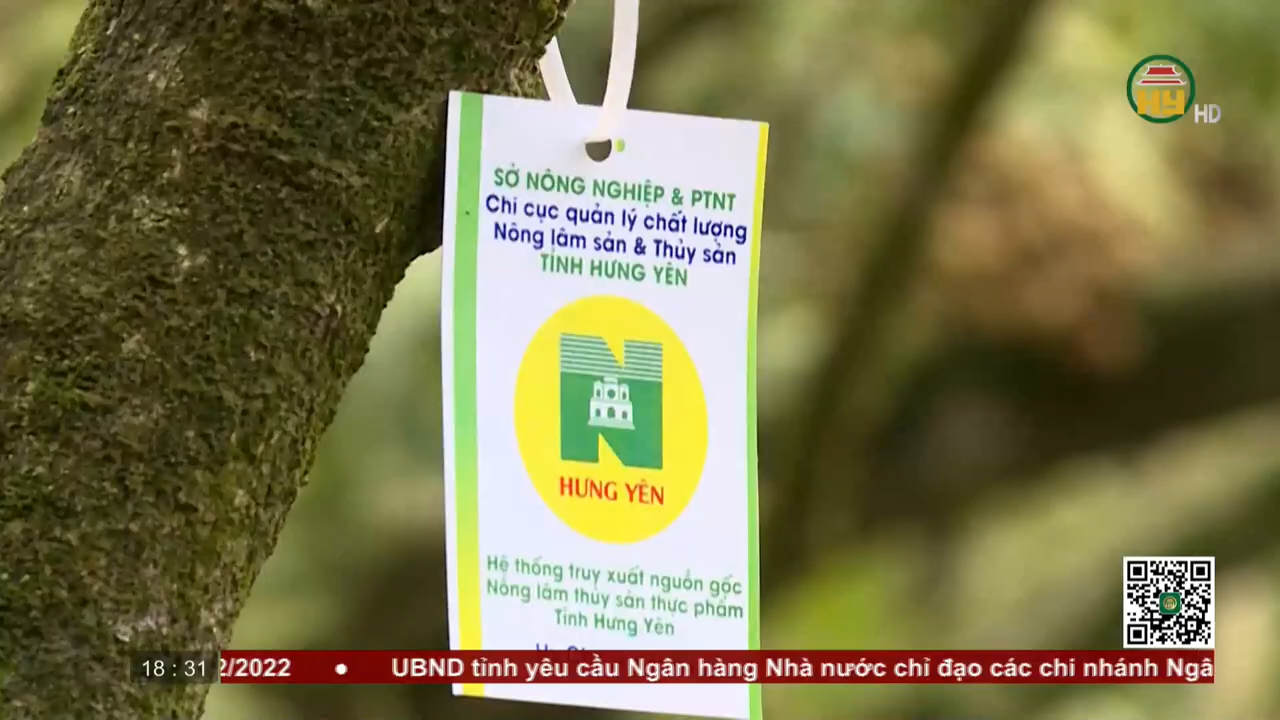 HY HD
SỞ NÔNG NGHIỆP & PTNT
Chi cục quản lý chất lượng
Nông lâm sản & Thủy sản
TỈNH HƯNG YÊN
N
HƯNG YÊN
Hệ thống truy xuất nguồn gốc
Nông lâm thủy sản thực phẩm
Tỉnh Hưng Yên
18 : 31 2/2022 • UBND tỉnh yêu cầu Ngân hàng Nhà nước chỉ đạo các chi nhánh Ngâ